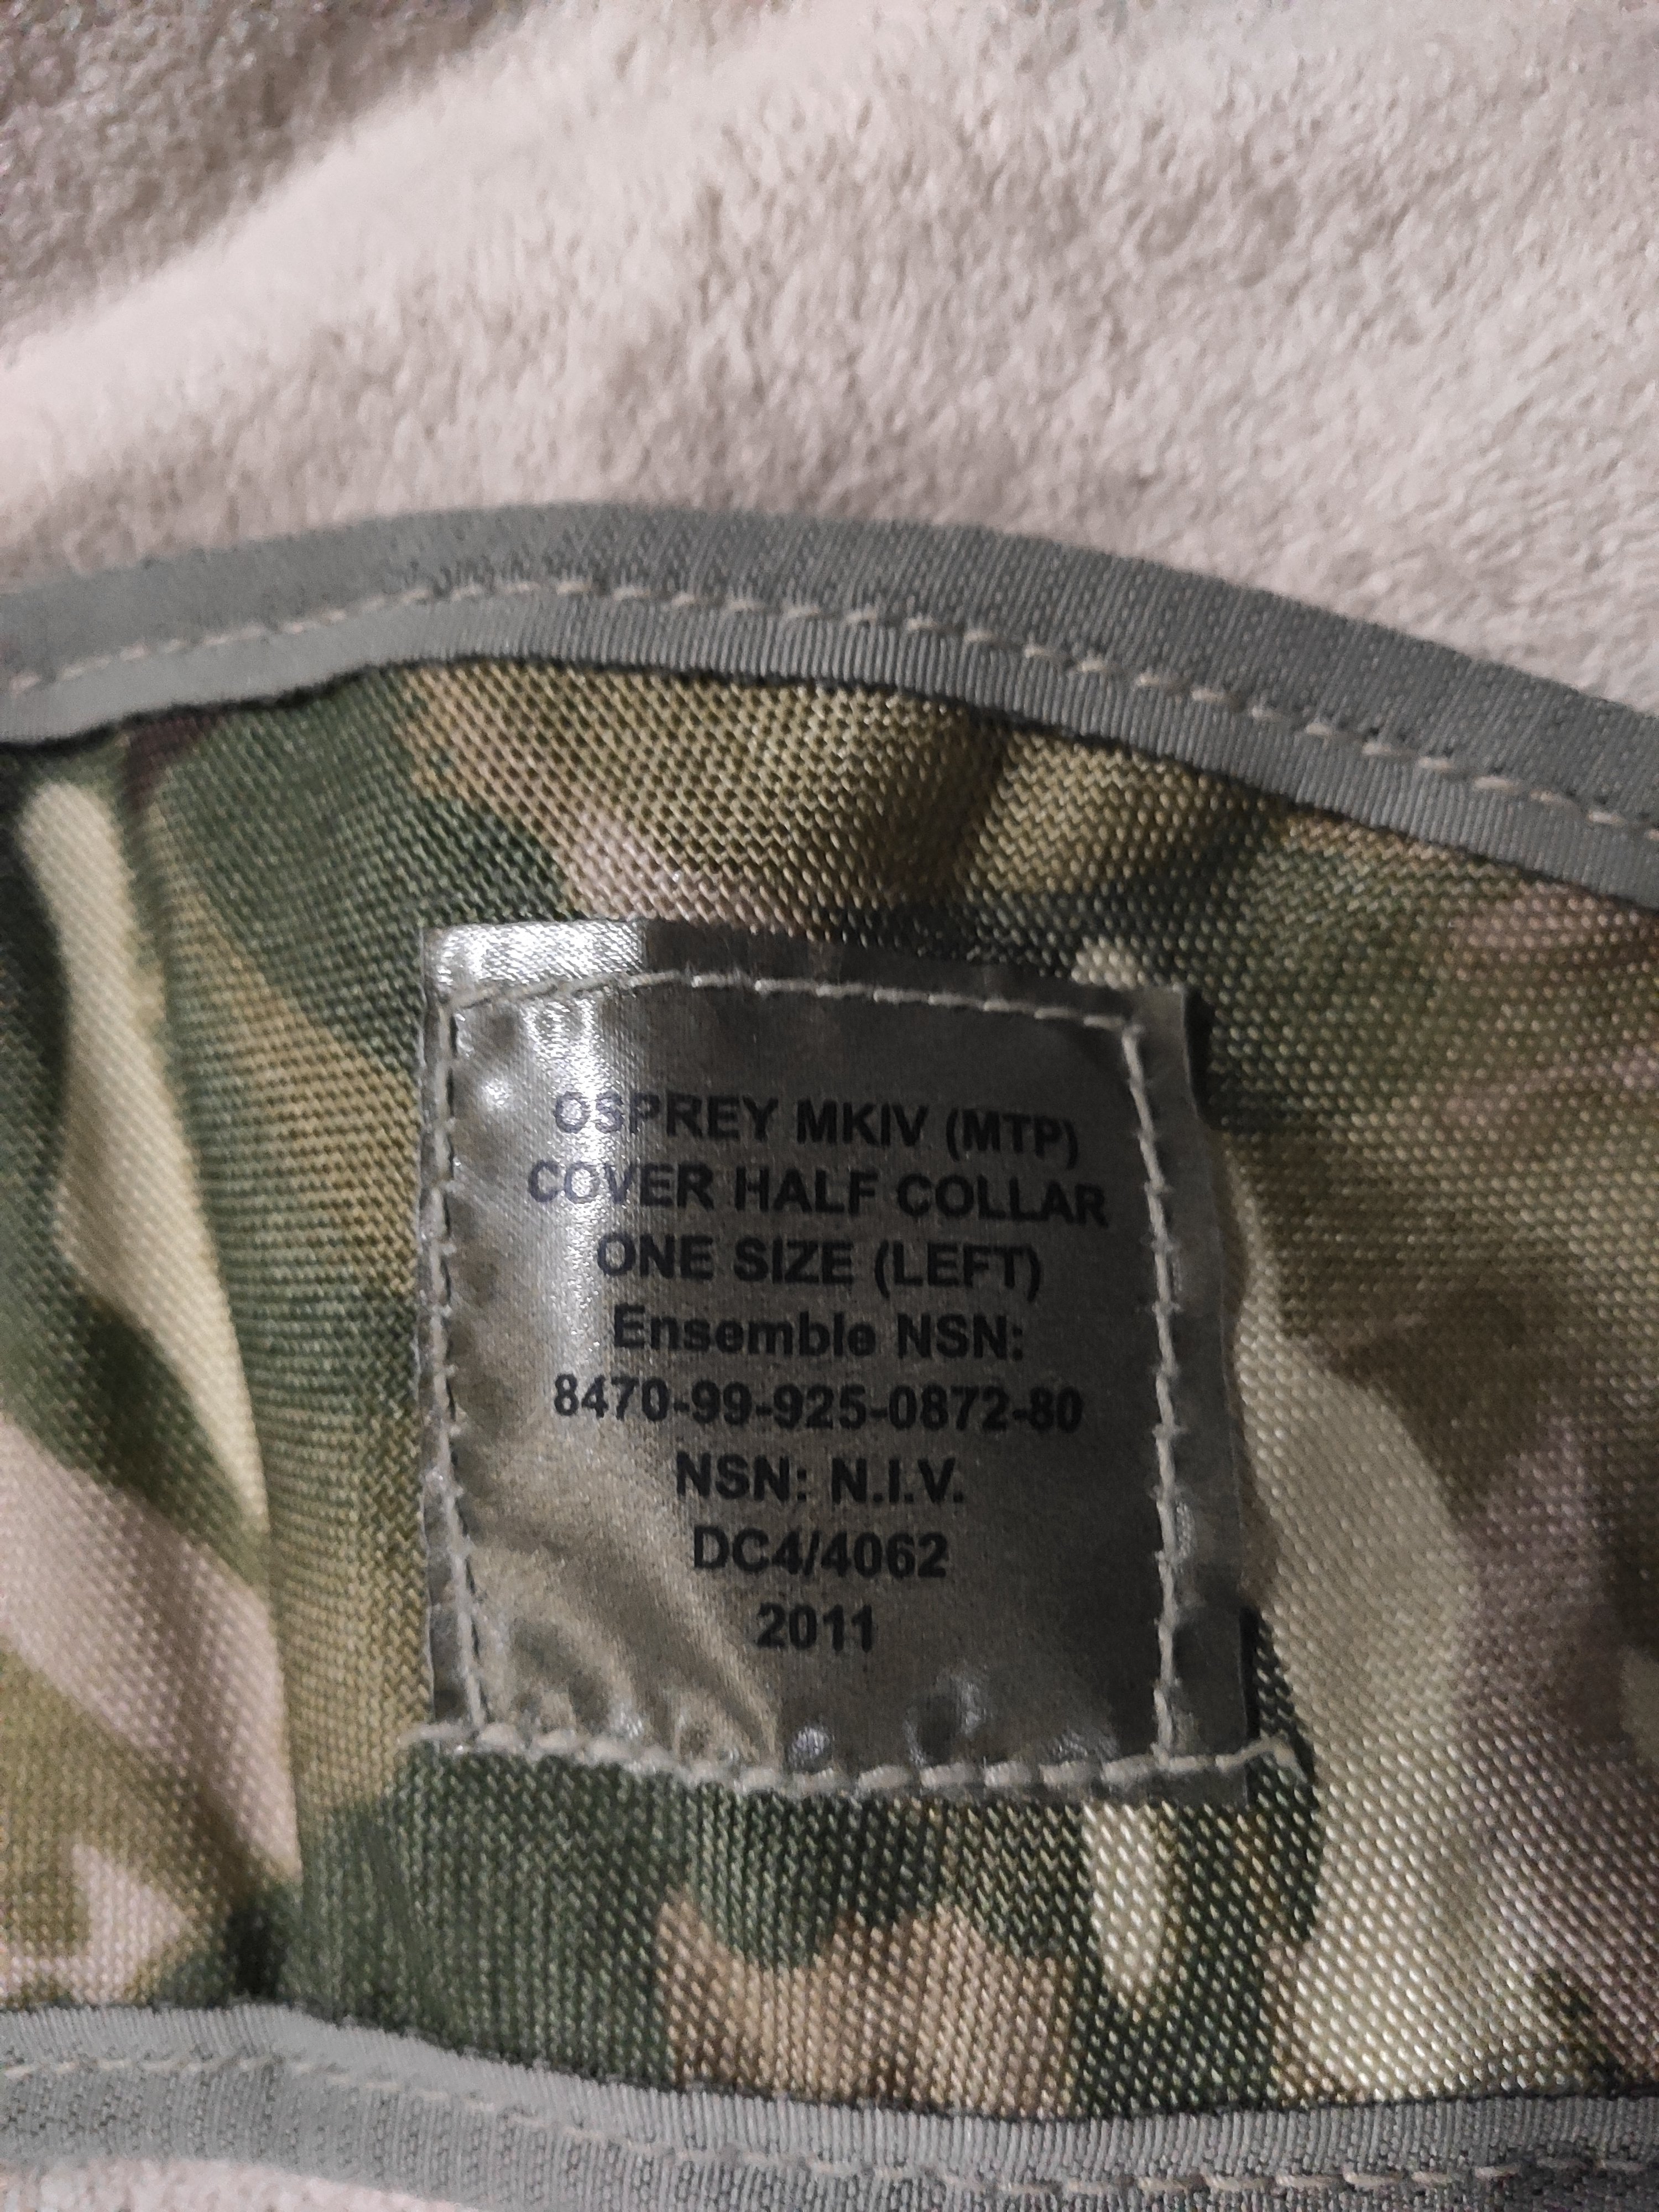 OSPREY MKIV (MTP)
COVER HALF COLLAR
ONE SIZE (LEFT)
Ensemble NSN:
8470-99-925-0872-80
NSN: N.I.V.
DC4/4062
2011